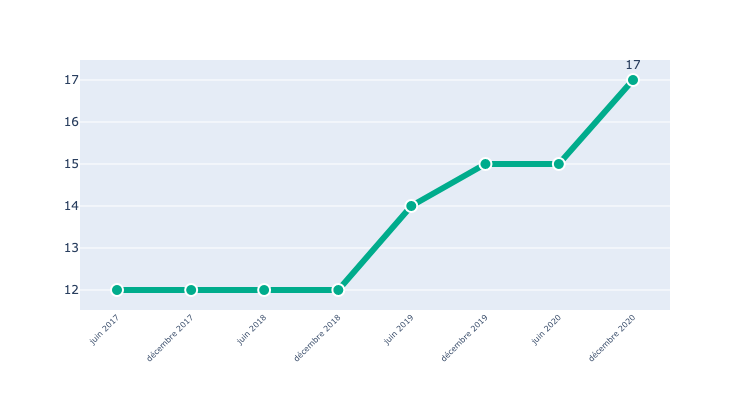 17
17
16
15
14
13
12
juin 2017
décembre 2017
juin 2018
décembre 2018
juin 2019
décembre 2019
juin 2020
décembre 2020